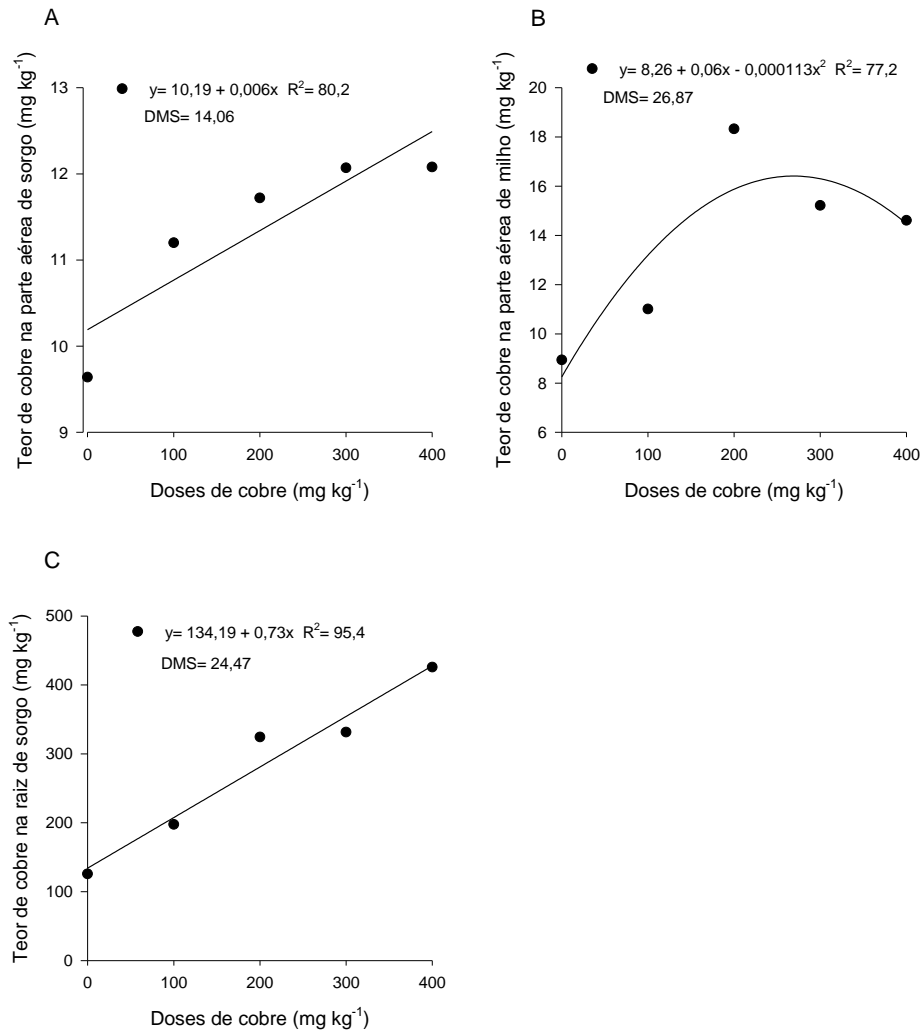 A
y= 10,19 + 0,006x R²= 80,2
DMS= 14,06
Teor de cobre na parte aérea de sorgo (mg kg⁻¹)
13
12
11
10
9
0 100 200 300 400
Doses de cobre (mg kg⁻¹)
B
y= 8,26 + 0,06x - 0,000113x² R²= 77,2
DMS= 26,87
Teor de cobre na parte aérea de milho (mg kg⁻¹)
20
18
16
14
12
10
8
6
0 100 200 300 400
Doses de cobre (mg kg⁻¹)
C
y= 134,19 + 0,73x R²= 95,4
DMS= 24,47
Teor de cobre na raiz de sorgo (mg kg⁻¹)
500
400
300
200
100
0
0 100 200 300 400
Doses de cobre (mg kg⁻¹)